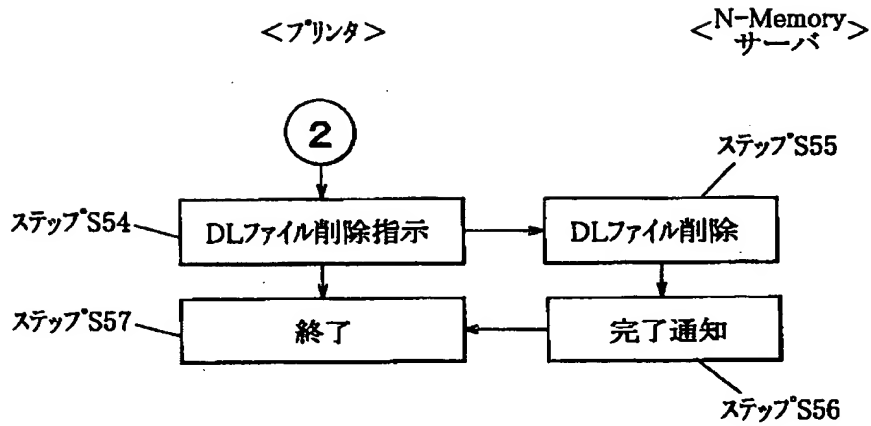 ＜プリンタ＞
＜N-Memory
サーバ＞
2
ステップS55
ステップS54
DLファイル削除指示
DLファイル削除
ステップS57
終了
完了通知
ステップS56